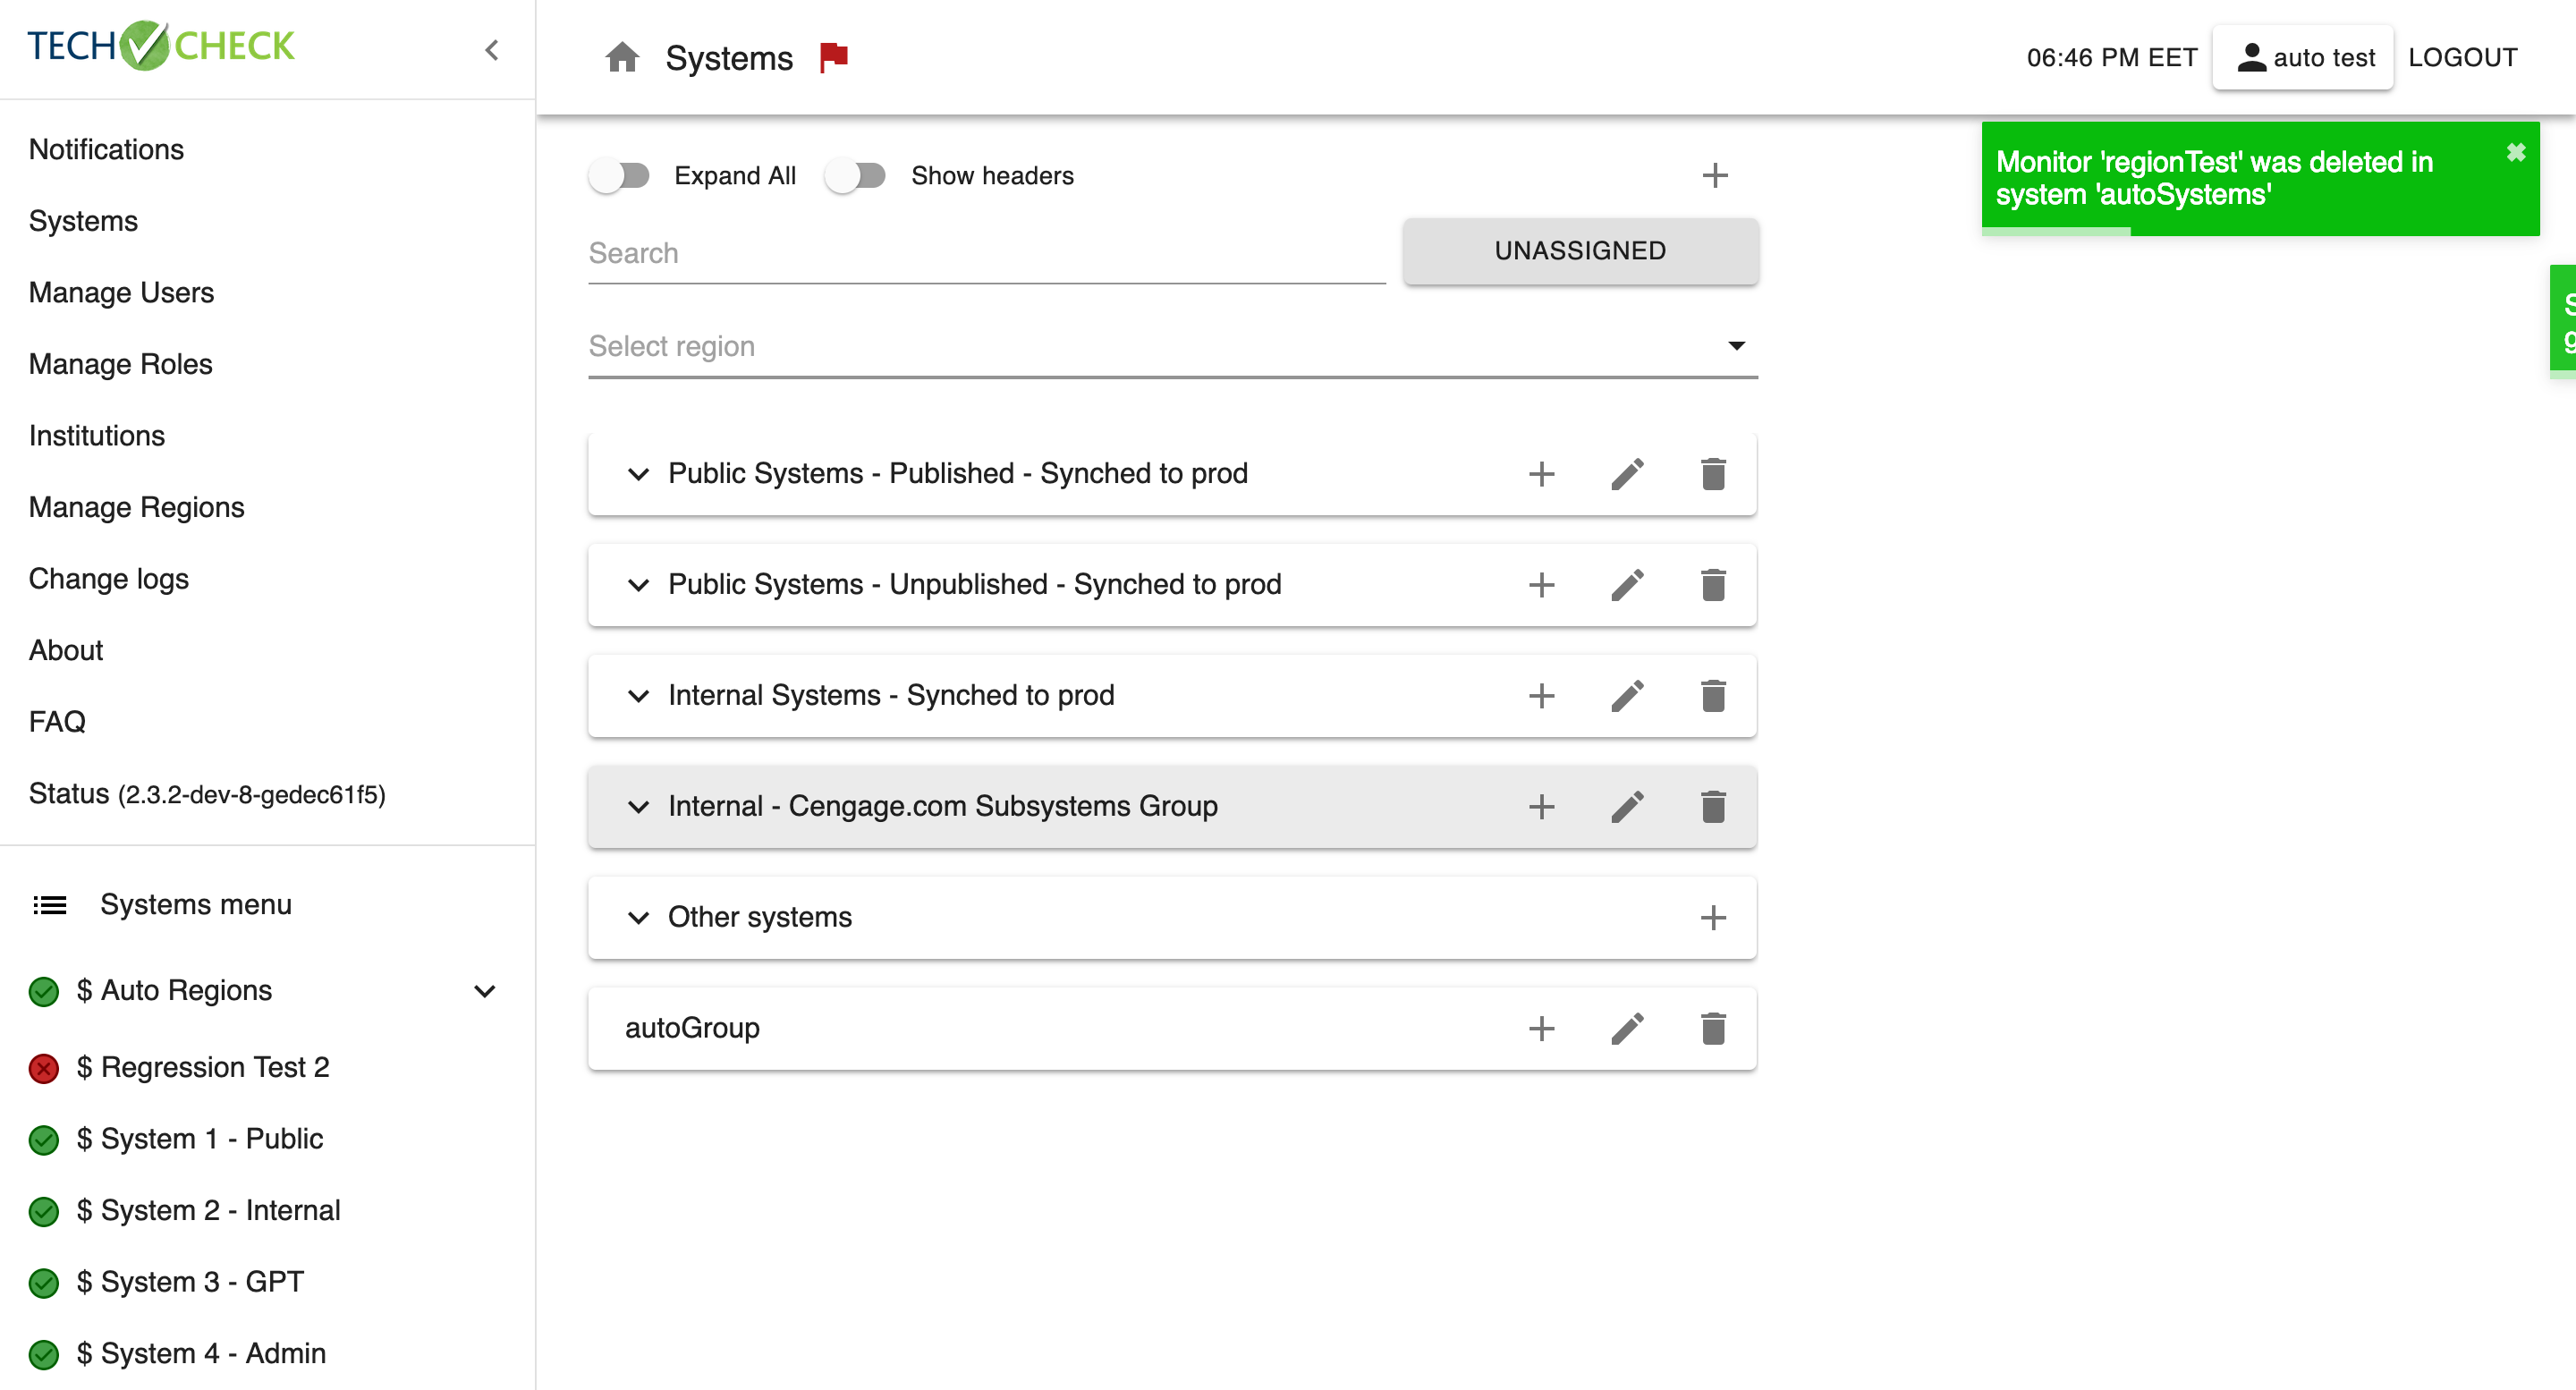 TECH CHECK
Notifications
Systems
Manage Users
Manage Roles
Institutions
Manage Regions
Change logs
About
FAQ
Status (2.3.2-dev-8-gedec61f5)
Systems menu
$ Auto Regions
$ Regression Test 2
$ System 1 - Public
$ System 2 - Internal
$ System 3 - GPT
$ System 4 - Admin
Systems
06:46 PM EET
auto test
LOGOUT
Expand All
Show headers
Search
UNASSIGNED
Select region
Public Systems - Published - Synched to prod
Public Systems - Unpublished - Synched to prod
Internal Systems - Synched to prod
Internal - Cengage.com Subsystems Group
Other systems
autoGroup
Monitor 'regionTest' was deleted in
system 'autoSystems'